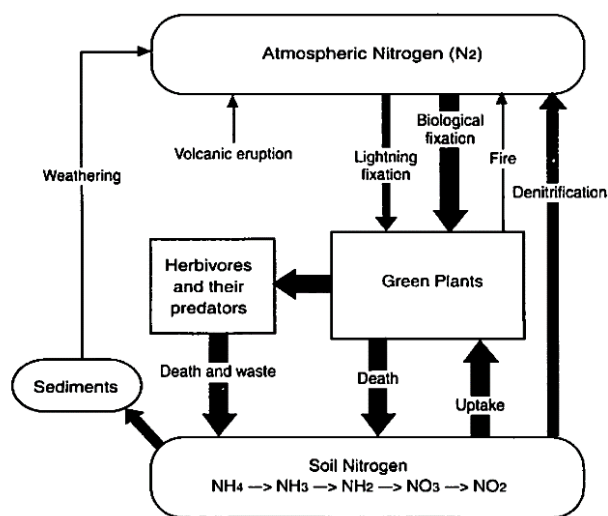 Atmospheric Nitrogen (N2)
Volcanic eruption
Lightning
fixation
Biological
fixation
Fire
Denitrification
Weathering
Herbivores
and their
predators
Green Plants
Death and waste
Death
Uptake
Sediments
Soil Nitrogen
NH4 —> NH3 —> NH2 —> NO3 —> NO2